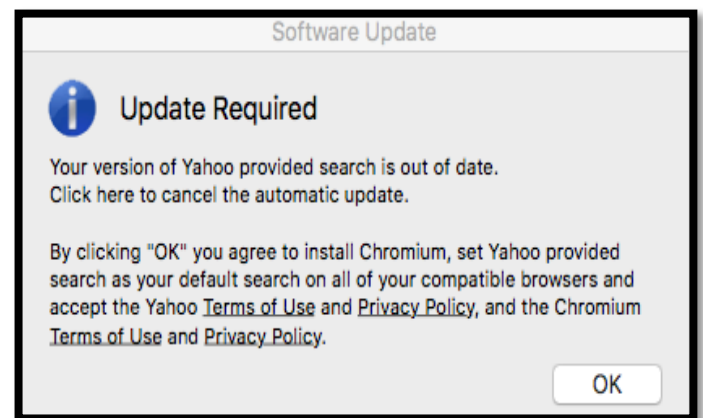 Software Update
Update Required
Your version of Yahoo provided search is out of date.
Click here to cancel the automatic update.
By clicking "OK" you agree to install Chromium, set Yahoo provided
search as your default search on all of your compatible browsers and
accept the Yahoo Terms of Use and Privacy Policy, and the Chromium
Terms of Use and Privacy Policy.
OK